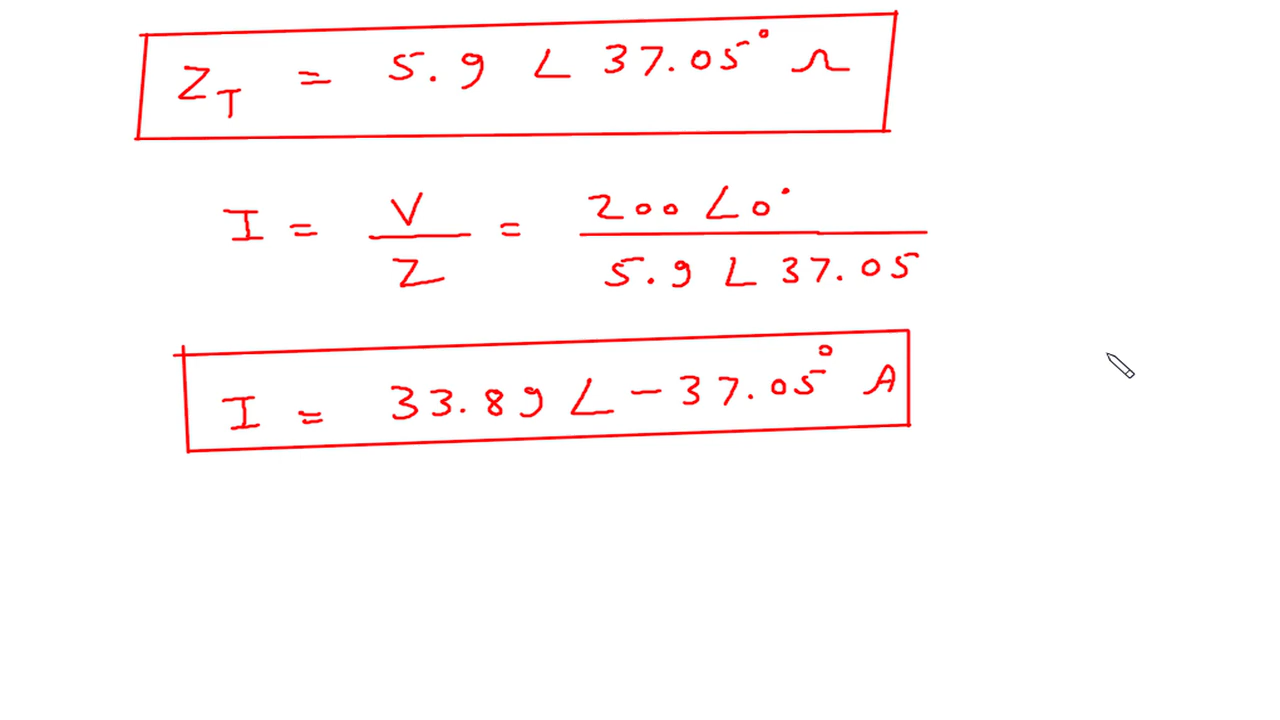 Z_T = 5.9 ∠ 37.05° Ω
I = V/Z = 200 ∠0° / 5.9 ∠ 37.05
I = 33.89 ∠ -37.05° A